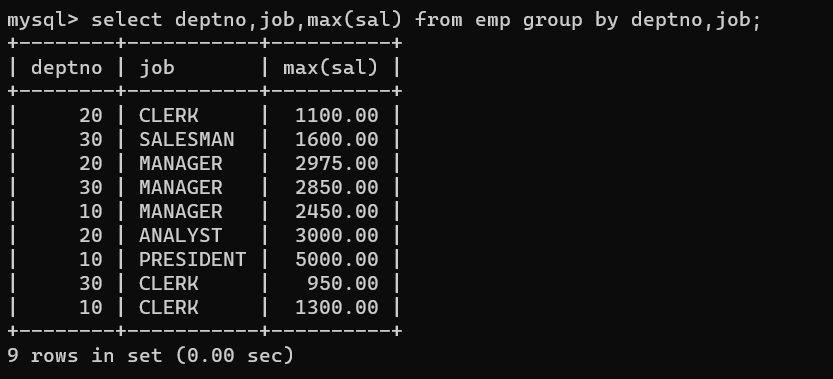 mysql> select deptno,job,max(sal) from emp group by deptno,job;
+--------+-----------+----------+
| deptno | job       | max(sal) |
+--------+-----------+----------+
|     20 | CLERK     |  1100.00 |
|     30 | SALESMAN  |  1600.00 |
|     20 | MANAGER   |  2975.00 |
|     30 | MANAGER   |  2850.00 |
|     10 | MANAGER   |  2450.00 |
|     20 | ANALYST   |  3000.00 |
|     10 | PRESIDENT |  5000.00 |
|     30 | CLERK     |   950.00 |
|     10 | CLERK     |  1300.00 |
+--------+-----------+----------+
9 rows in set (0.00 sec)